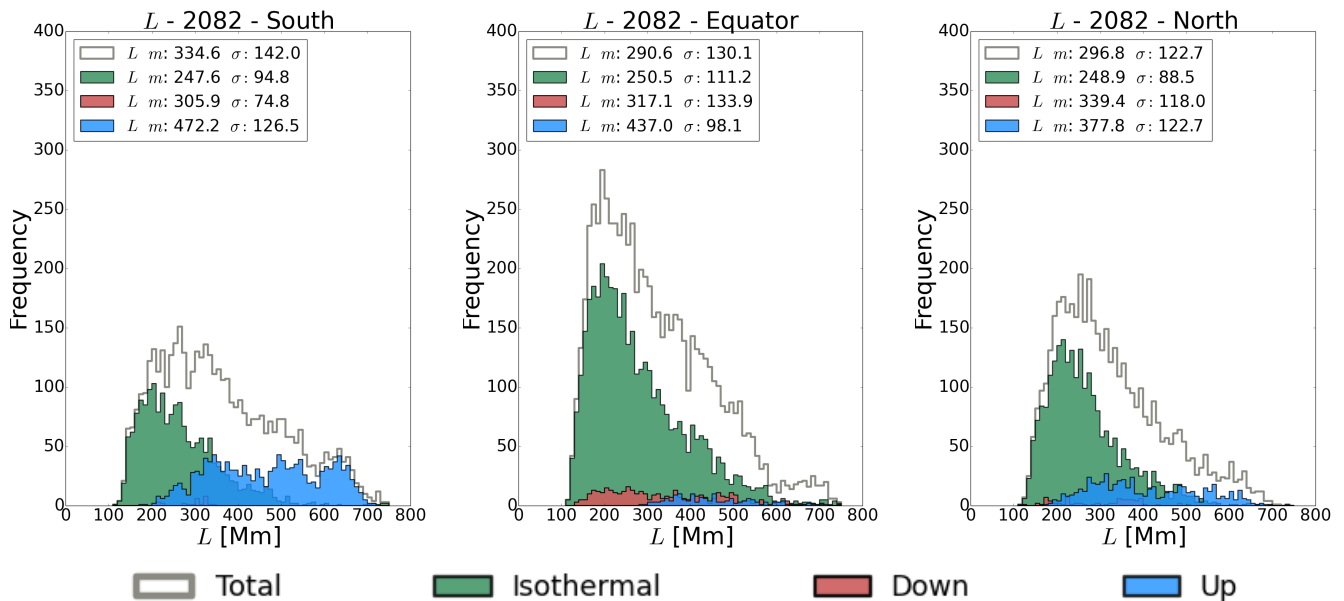 L - 2082 - South
400
350
300
250
200
150
100
50
0
Frequency
L m: 334.6 σ: 142.0
L m: 247.6 σ: 94.8
L m: 305.9 σ: 74.8
L m: 472.2 σ: 126.5
0 100 200 300 400 500 600 700 800
L [Mm]
L - 2082 - Equator
400
350
300
250
200
150
100
50
0
Frequency
L m: 290.6 σ: 130.1
L m: 250.5 σ: 111.2
L m: 317.1 σ: 133.9
L m: 437.0 σ: 98.1
0 100 200 300 400 500 600 700 800
L [Mm]
L - 2082 - North
400
350
300
250
200
150
100
50
0
Frequency
L m: 296.8 σ: 122.7
L m: 248.9 σ: 88.5
L m: 339.4 σ: 118.0
L m: 377.8 σ: 122.7
0 100 200 300 400 500 600 700 800
L [Mm]
Total Isothermal Down Up